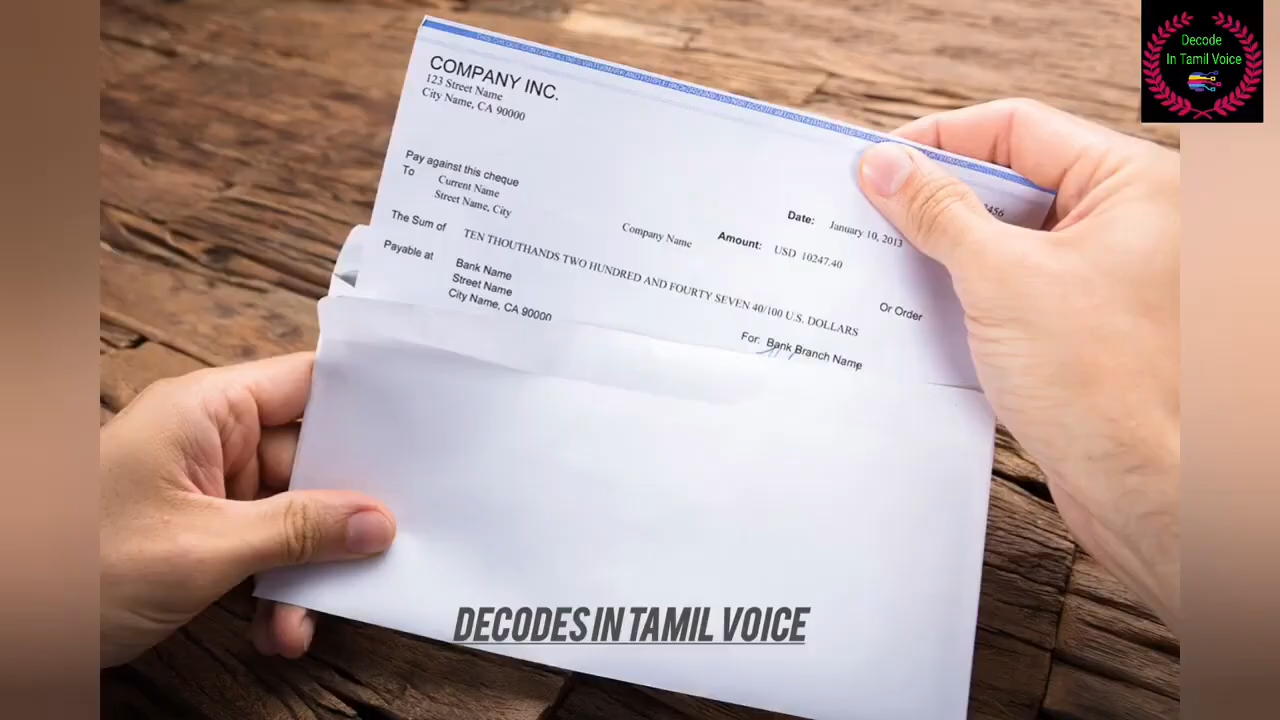 Decode
In Tamil Voice
COMPANY INC.
123 Street Name
City Name, CA 90000
456
Pay against this cheque
To
Current Name
Street Name, City
Date: January 10, 2013
Company Name
Amount: USD 10247.40
The Sum of TEN THOUTHANDS TWO HUNDRED AND FOURTY SEVEN 40/100 U.S. DOLLARS
Or Order
Payable at
Bank Name
Street Name
City Name, CA 90000
For: Bank Branch Name
DECODES IN TAMIL VOICE